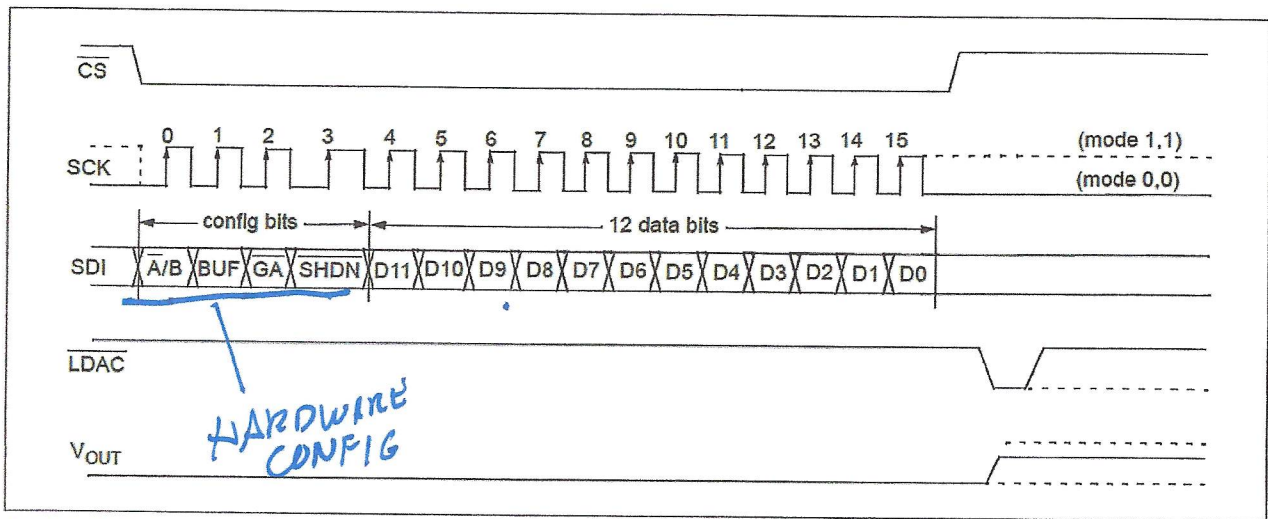 CS
0 1 2 3 4 5 6 7 8 9 10 11 12 13 14 15
(mode 1,1)
SCK
(mode 0,0)
config bits
12 data bits
SDI
A/B BUF GA SHDN D11 D10 D9 D8 D7 D6 D5 D4 D3 D2 D1 D0
LDAC
HARDWARE
CONFIG
VOUT